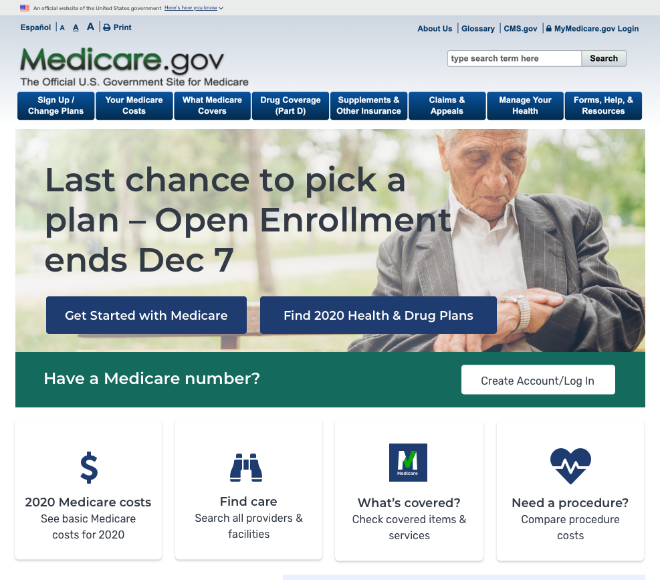 An official website of the United States government Here's how you know
Español A A A Print
About Us Glossary CMS.gov MyMedicare.gov Login
Medicare.gov
The Official U.S. Government Site for Medicare
type search term here Search
Sign Up / Change Plans
Your Medicare Costs
What Medicare Covers
Drug Coverage (Part D)
Supplements & Other Insurance
Claims & Appeals
Manage Your Health
Forms, Help, & Resources
Last chance to pick a
plan – Open Enrollment
ends Dec 7
Get Started with Medicare
Find 2020 Health & Drug Plans
Have a Medicare number?
Create Account/Log In
$
2020 Medicare costs
See basic Medicare
costs for 2020
Find care
Search all providers &
facilities
Medicare
What's covered?
Check covered items &
services
Need a procedure?
Compare procedure
costs